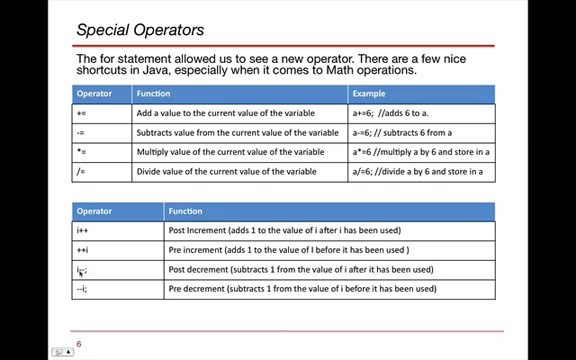 Special Operators
The for statement allowed us to see a new operator. There are a few nice
shortcuts in Java, especially when it comes to Math operations.
Operator Function Example
+= Add a value to the current value of the variable a+=6; //adds 6 to a.
-= Subtracts value from the current value of the variable a-=6; // subtracts 6 from a
*= Multiply value of the current value of the variable a*=6 //multiply a by 6 and store in a
/= Divide value of the current value of the variable a/=6; //divide a by 6 and store in a
Operator Function
i++ Post Increment (adds 1 to the value of i after i has been used)
++i Pre increment (adds 1 to the value of I before it has been used )
i--; Post decrement (subtracts 1 from the value of i after it has been used)
--i; Pre decrement (subtracts 1 from the value of i before it has been used)
6